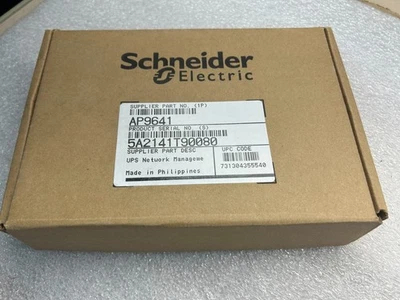 Schneider
Electric
SUPPLIER PART NO. (1P)
AP9641
PRODUCT SERIAL NO. (S)
5A2141T90080
SUPPLIER PART DESC
UPS Network Manageme
UPC CODE
731304355540
Made in Philippines